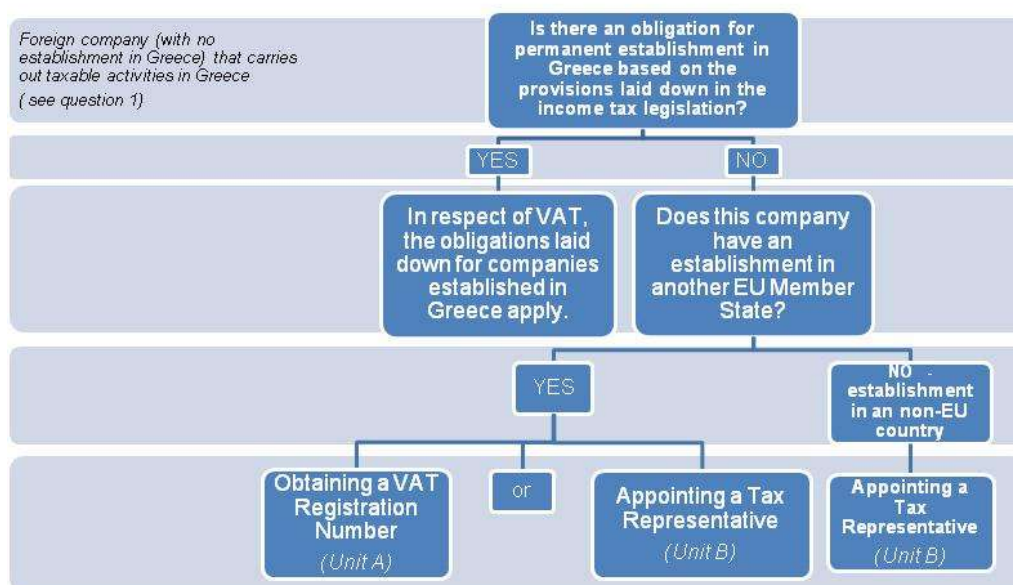 Foreign company (with no
establishment in Greece) that carries
out taxable activities in Greece
( see question 1)
Is there an obligation for
permanent establishment in
Greece based on the
provisions laid down in the
income tax legislation?
YES
NO
In respect of VAT,
the obligations laid
down for companies
established in
Greece apply.
Does this company
have an
establishment in
another EU Member
State?
YES
NO -
establishment
in an non-EU
country
Obtaining a VAT
Registration
Number
(Unit A)
or
Appointing a Tax
Representative
(Unit B)
Appointing a
Tax
Representative
(Unit B)